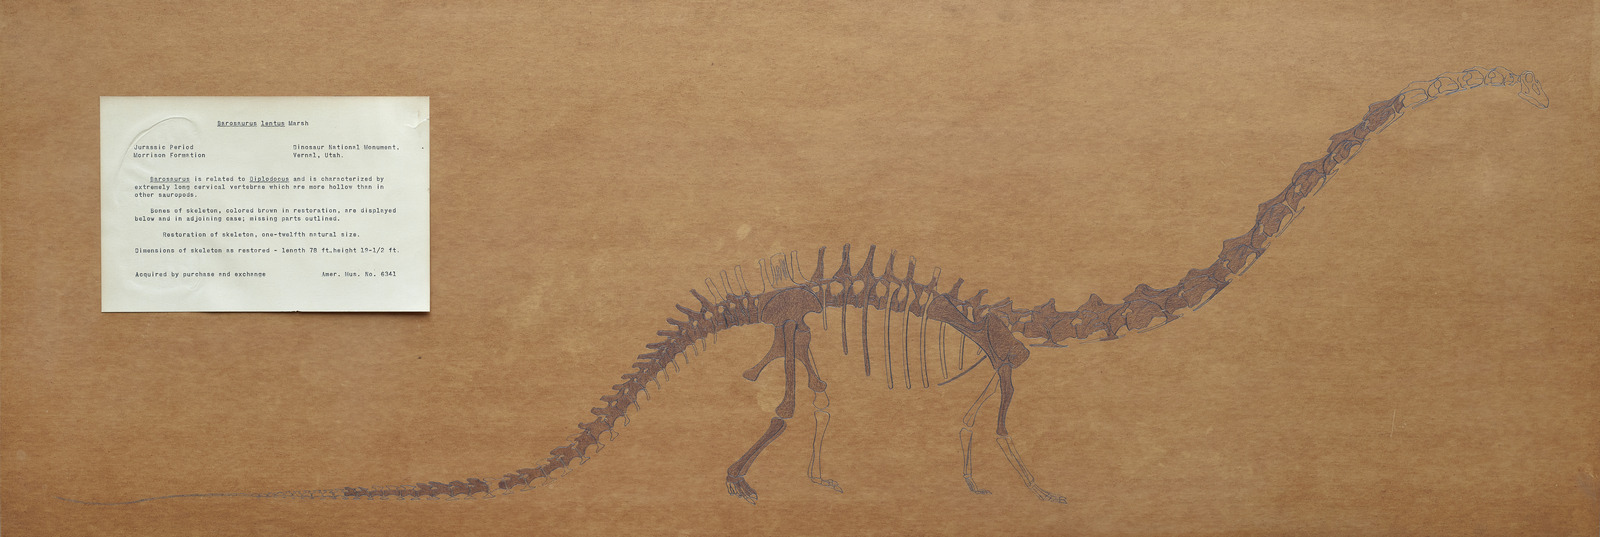 Barosaurus lentus Marsh
Jurassic Period
Morrison Formation
Dinosaur National Monument,
Vernal, Utah.
Barosaurus is related to Diplodocus and is characterized by
extremely long cervical vertebrae which are more hollow than in
other sauropods.
Bones of skeleton, colored brown in restoration, are displayed
below and in adjoining case; missing parts outlined.
Restoration of skeleton, one-twelfth natural size.
Dimensions of skeleton as restored - length 78 ft.height 19-1/2 ft.
Acquired by purchase and exchange
Amer. Mus. No. 6341